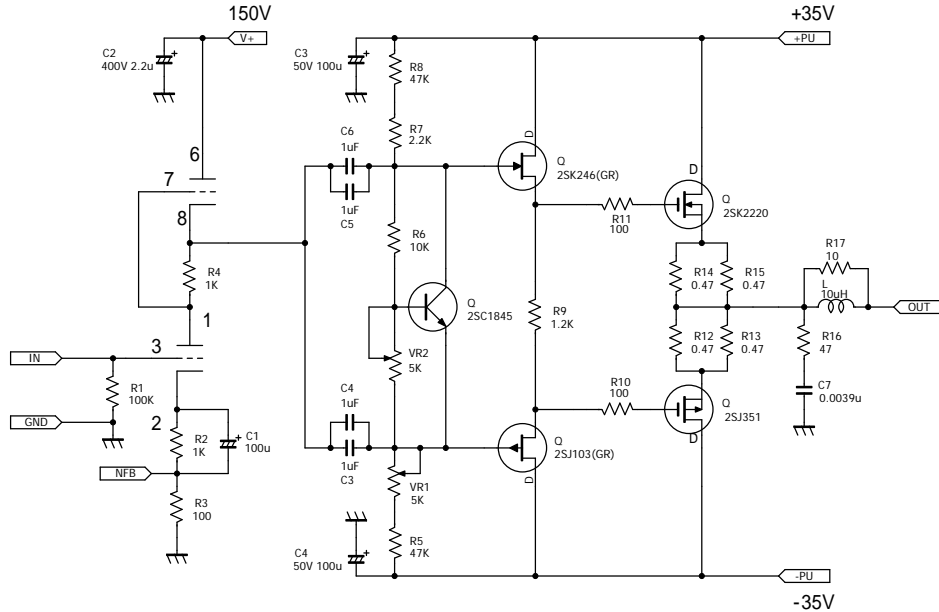 150V
V+
C2
400V 2.2u
+
6
7
8
R4
1K
1
3
IN
R1
100K
GND
2
R2
1K
+
C1
100u
NFB
R3
100
+35V
+PU
C3
50V 100u
+
R8
47K
R7
2.2K
C6
1uF
1uF
C5
R6
10K
Q
2SC1845
VR2
5K
C4
1uF
1uF
C3
VR1
5K
R5
47K
C4
50V 100u
+
D
Q
2SK246(GR)
R9
1.2K
Q
2SJ103(GR)
D
R11
100
R10
100
D
Q
2SK2220
R14
0.47
R15
0.47
R12
0.47
R13
0.47
Q
2SJ351
D
R17
10
L
10uH
OUT
R16
47
C7
0.0039u
-PU
-35V